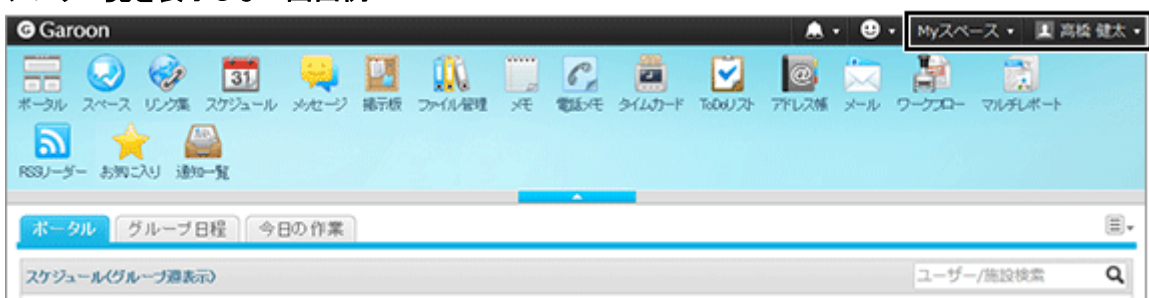 Garoon Myスペース 高橋 健太
31
ポータル スペース リンク集 スケジュール メッセージ 掲示板 ファイル管理 メモ 電話メモ タイムカード ToDoリスト アドレス帳 メール ワークフロー マルチレポート
RSSリーダー お気に入り 通知一覧
ポータル グループ日程 今日の作業
スケジュール(グループ週表示) ユーザー/施設検索